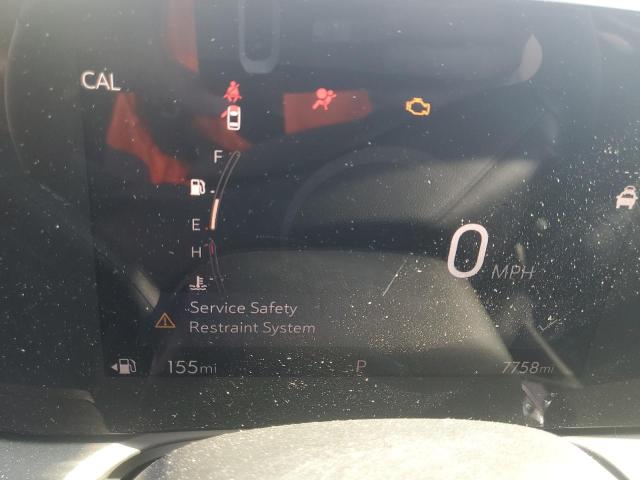 CAL
F
E
H
0 MPH
Service Safety
Restraint System
155mi P 7758mi